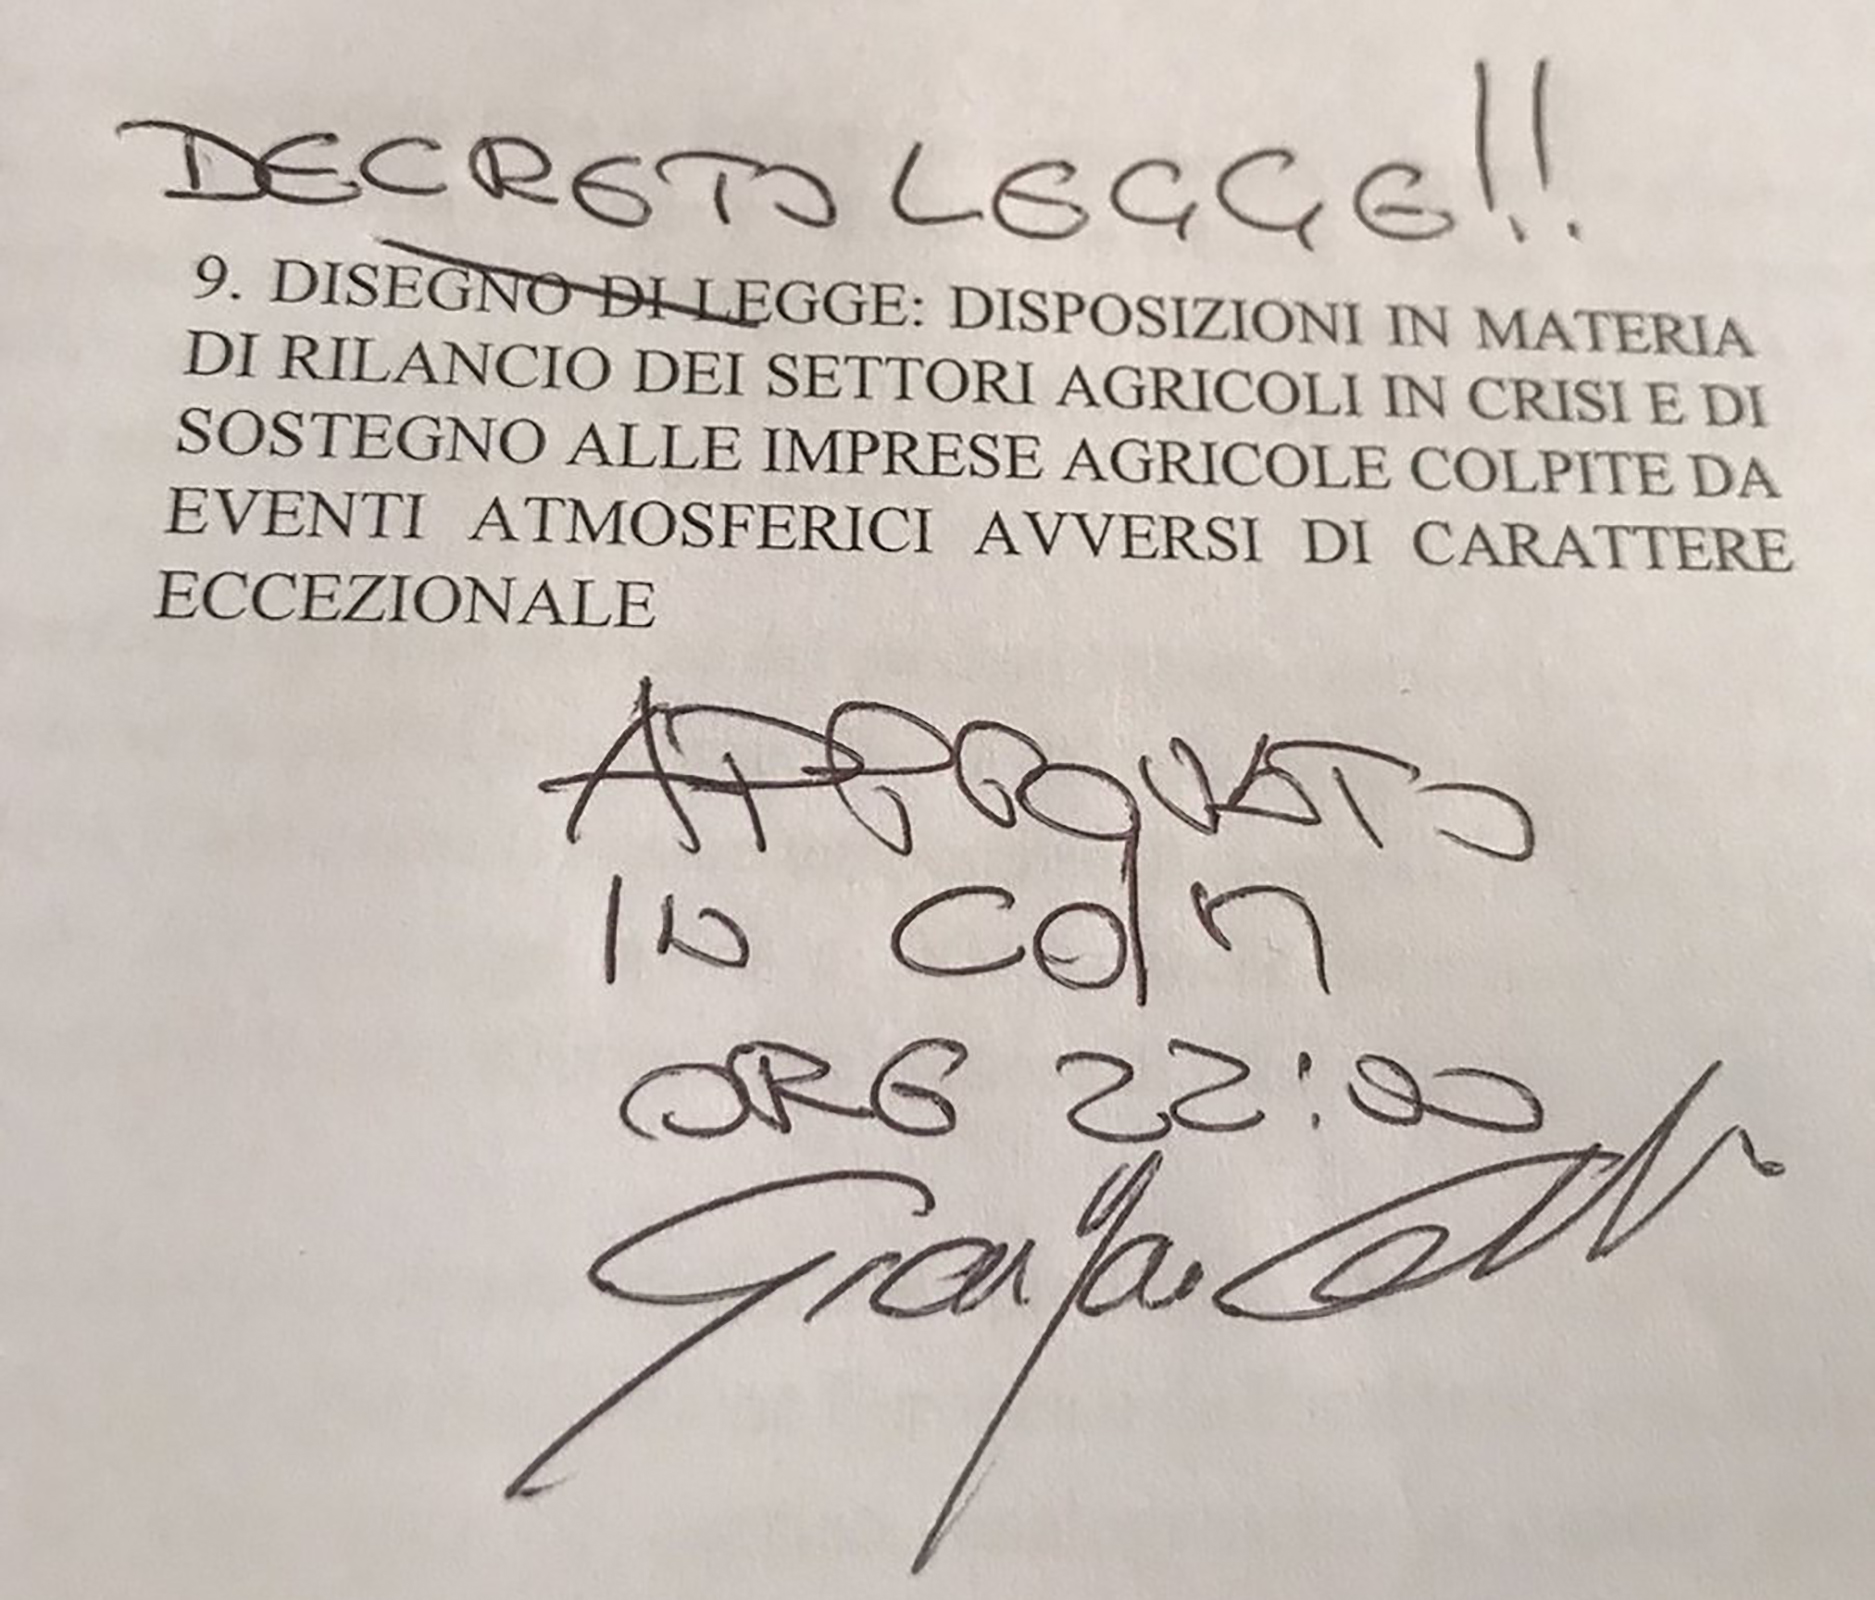 DECRETO LEGGE!!
9. DISEGNO DI LEGGE: DISPOSIZIONI IN MATERIA
DI RILANCIO DEI SETTORI AGRICOLI IN CRISI E DI
SOSTEGNO ALLE IMPRESE AGRICOLE COLPITE DA
EVENTI ATMOSFERICI AVVERSI DI CARATTERE
ECCEZIONALE
APPROVATO
IN CDM
ORE 22:00